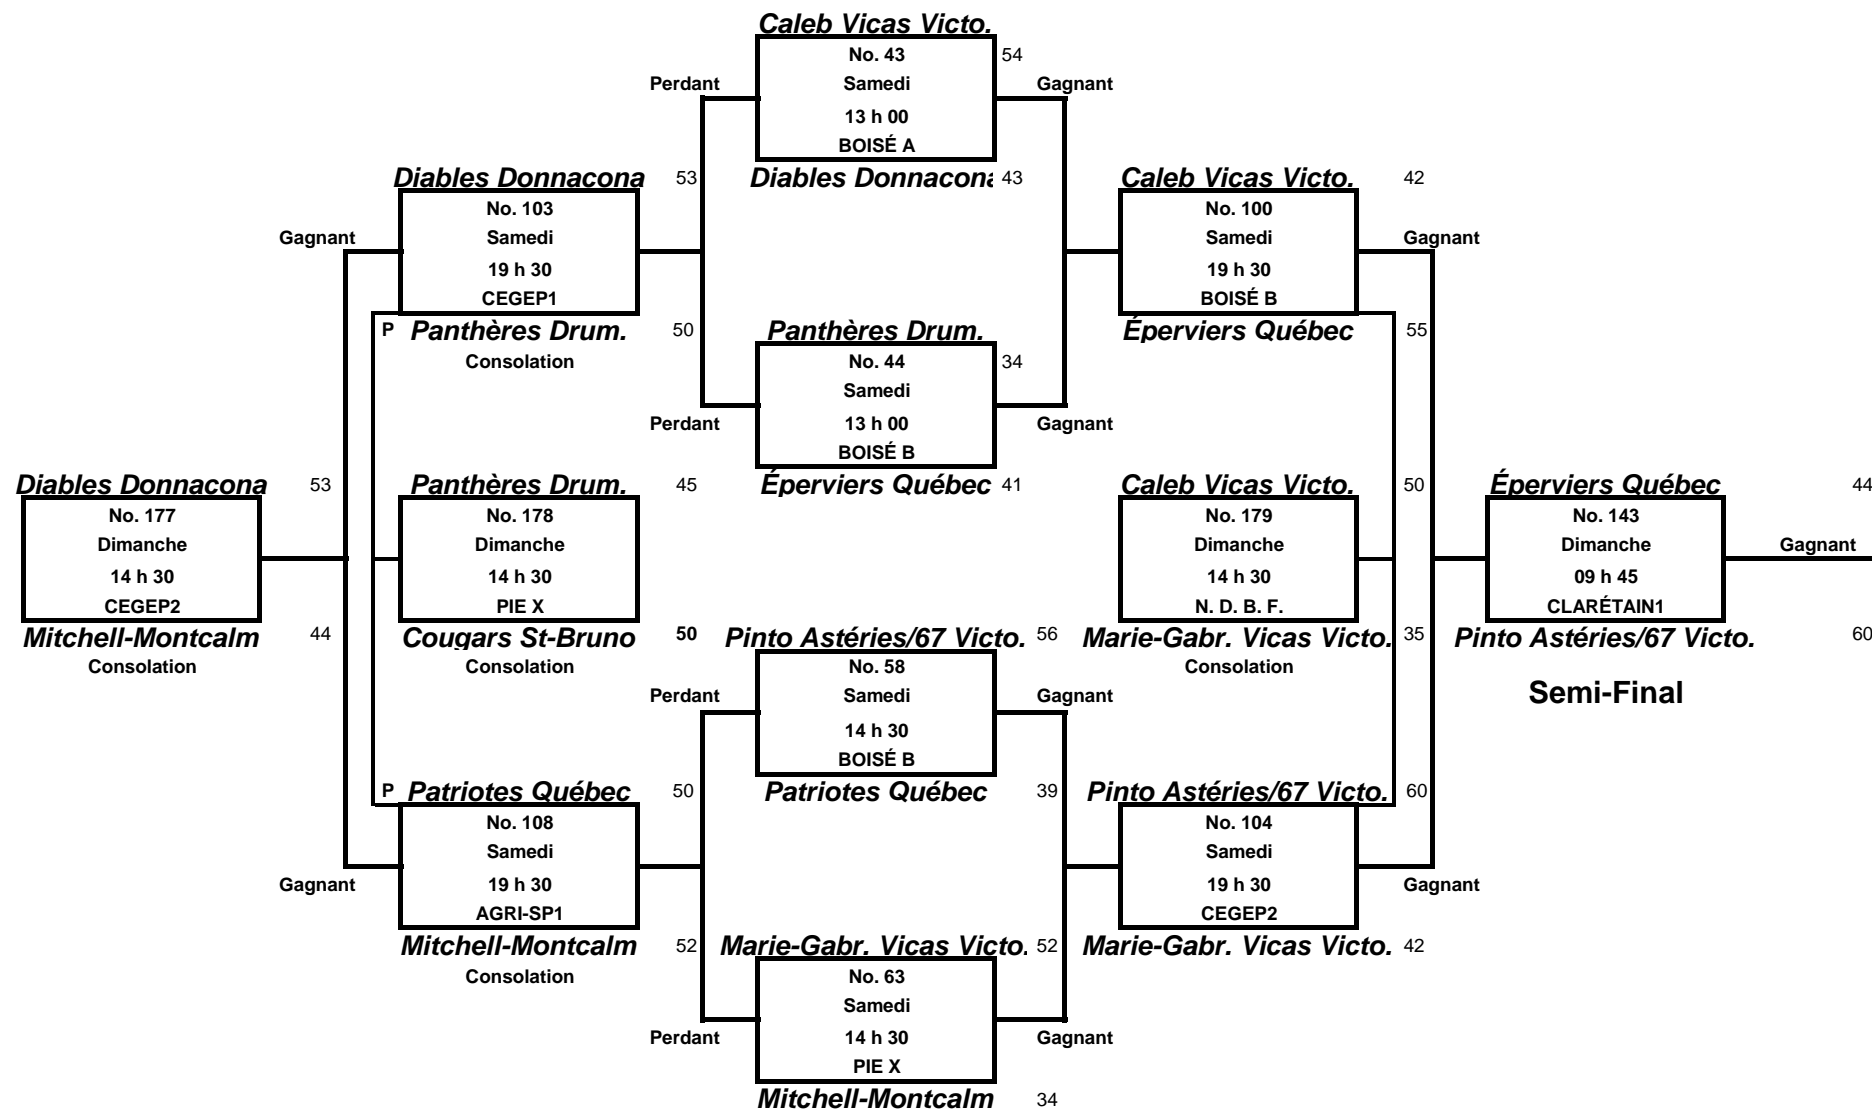 Caleb Vicas Victo.
No. 43
54
Perdant
Samedi
Gagnant
13 h 00
BOISÉ A
Diables Donnacona
53
Diables Donnacona
43
Caleb Vicas Victo.
42
No. 103
No. 100
Gagnant
Samedi
Samedi
Gagnant
19 h 30
19 h 30
CEGEP1
BOISÉ B
P
Panthères Drum.
50
Panthères Drum.
Éperviers Québec
55
Consolation
No. 44
34
Samedi
13 h 00
Perdant
Gagnant
BOISÉ B
Diables Donnacona
53
Panthères Drum.
45
Éperviers Québec
41
Caleb Vicas Victo.
50
Éperviers Québec
44
No. 177
No. 178
No. 179
No. 143
Dimanche
Dimanche
Dimanche
Dimanche
Gagnant
14 h 30
14 h 30
14 h 30
09 h 45
CEGEP2
PIE X
N. D. B. F.
CLARÉTAIN1
Mitchell-Montcalm
44
Cougars St-Bruno
50
Pinto Astéries/67 Victo.
56
Marie-Gabr. Vicas Victo.
35
Pinto Astéries/67 Victo.
60
Consolation
Consolation
No. 58
Consolation
Perdant
Samedi
Gagnant
Semi-Final
14 h 30
BOISÉ B
P
Patriotes Québec
50
Patriotes Québec
39
Pinto Astéries/67 Victo.
60
No. 108
No. 104
Samedi
Samedi
Gagnant
19 h 30
19 h 30
Gagnant
AGRI-SP1
CEGEP2
Mitchell-Montcalm
52
Marie-Gabr. Vicas Victo.
52
Marie-Gabr. Vicas Victo.
42
Consolation
No. 63
Samedi
Perdant
14 h 30
Gagnant
PIE X
Mitchell-Montcalm
34